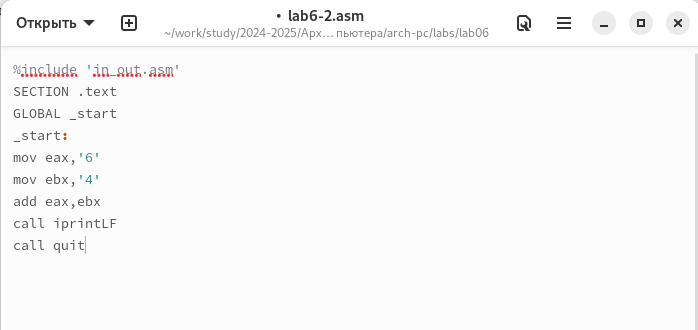 Открыть
• lab6-2.asm
~/work/study/2024-2025/Арх… пьютера/arch-pc/labs/lab06
%include 'in_out.asm'
SECTION .text
GLOBAL _start
_start:
mov eax,'6'
mov ebx,'4'
add eax,ebx
call iprintLF
call quit